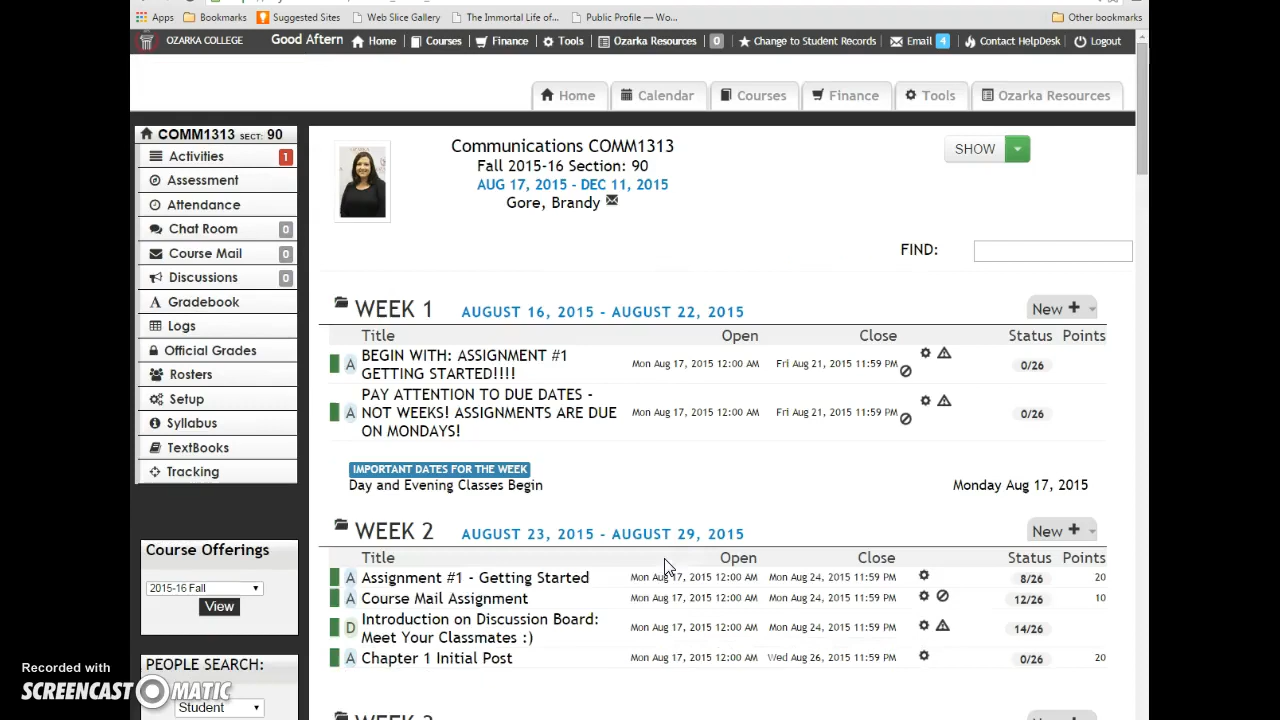 Apps Bookmarks Suggested Sites Web Slice Gallery The Immortal Life of... Public Profile — Wo... Other bookmarks
OZARKA COLLEGE Good Aftern Home Courses Finance Tools Ozarka Resources 0 Change to Student Records Email 4 Contact HelpDesk Logout
Home Calendar Courses Finance Tools Ozarka Resources
COMM1313 SECT: 90
Activities 1
Assessment
Attendance
Chat Room 0
Course Mail 0
Discussions 0
Gradebook
Logs
Official Grades
Rosters
Setup
Syllabus
TextBooks
Tracking
Course Offerings
2015-16 Fall
View
PEOPLE SEARCH:
Student
Communications COMM1313
Fall 2015-16 Section: 90
AUG 17, 2015 - DEC 11, 2015
Gore, Brandy
SHOW
FIND:
WEEK 1 AUGUST 16, 2015 - AUGUST 22, 2015 New +
Title Open Close Status Points
A BEGIN WITH: ASSIGNMENT #1
GETTING STARTED!!!! Mon Aug 17, 2015 12:00 AM Fri Aug 21, 2015 11:59 PM 0/26
A PAY ATTENTION TO DUE DATES -
NOT WEEKS! ASSIGNMENTS ARE DUE Mon Aug 17, 2015 12:00 AM Fri Aug 21, 2015 11:59 PM 0/26
ON MONDAYS!
IMPORTANT DATES FOR THE WEEK
Day and Evening Classes Begin Monday Aug 17, 2015
WEEK 2 AUGUST 23, 2015 - AUGUST 29, 2015 New +
Title Open Close Status Points
A Assignment #1 - Getting Started Mon Aug 17, 2015 12:00 AM Mon Aug 24, 2015 11:59 PM 8/26 20
A Course Mail Assignment Mon Aug 17, 2015 12:00 AM Mon Aug 24, 2015 11:59 PM 12/26 10
D Introduction on Discussion Board:
Meet Your Classmates :) Mon Aug 17, 2015 12:00 AM Mon Aug 24, 2015 11:59 PM 14/26
A Chapter 1 Initial Post Mon Aug 17, 2015 12:00 AM Wed Aug 26, 2015 11:59 PM 0/26 20
Recorded with
SCREENCAST MATIC